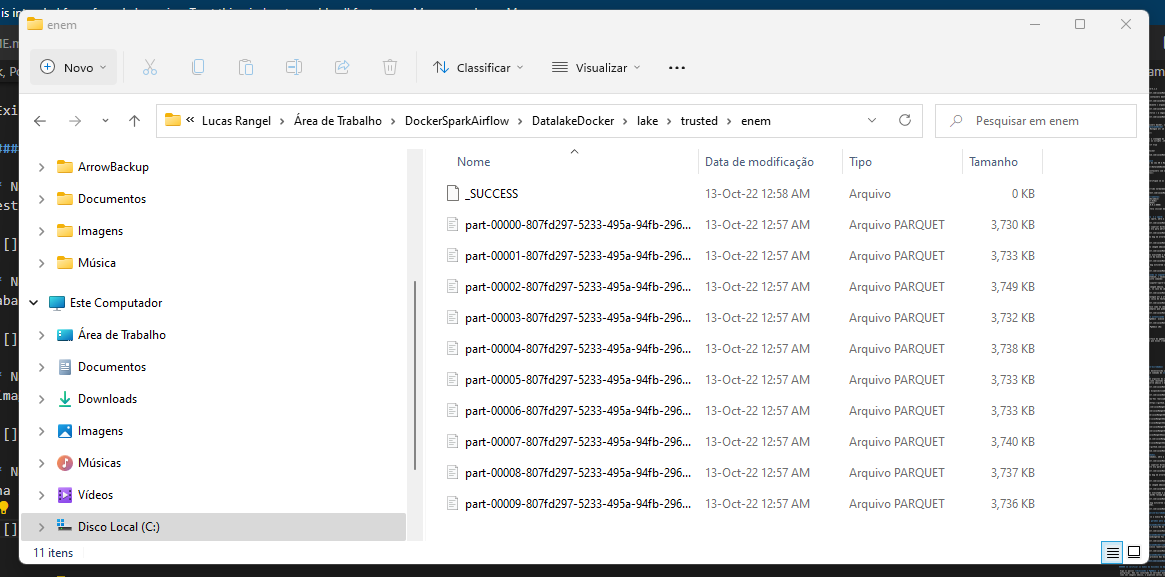 enem
Novo
Classificar
Visualizar
«
Lucas Rangel > Área de Trabalho > DockerSparkAirflow > DatalakeDocker > lake > trusted > enem
Pesquisar em enem
ArrowBackup
Documentos
Imagens
Música
Este Computador
Área de Trabalho
Documentos
Downloads
Imagens
Músicas
Vídeos
Disco Local (C:)
Nome Data de modificação Tipo Tamanho
_SUCCESS 13-Oct-22 12:58 AM Arquivo 0 KB
part-00000-807fd297-5233-495a-94fb-296... 13-Oct-22 12:57 AM Arquivo PARQUET 3,730 KB
part-00001-807fd297-5233-495a-94fb-296... 13-Oct-22 12:57 AM Arquivo PARQUET 3,733 KB
part-00002-807fd297-5233-495a-94fb-296... 13-Oct-22 12:57 AM Arquivo PARQUET 3,749 KB
part-00003-807fd297-5233-495a-94fb-296... 13-Oct-22 12:57 AM Arquivo PARQUET 3,732 KB
part-00004-807fd297-5233-495a-94fb-296... 13-Oct-22 12:57 AM Arquivo PARQUET 3,738 KB
part-00005-807fd297-5233-495a-94fb-296... 13-Oct-22 12:57 AM Arquivo PARQUET 3,733 KB
part-00006-807fd297-5233-495a-94fb-296... 13-Oct-22 12:57 AM Arquivo PARQUET 3,733 KB
part-00007-807fd297-5233-495a-94fb-296... 13-Oct-22 12:57 AM Arquivo PARQUET 3,740 KB
part-00008-807fd297-5233-495a-94fb-296... 13-Oct-22 12:57 AM Arquivo PARQUET 3,737 KB
part-00009-807fd297-5233-495a-94fb-296... 13-Oct-22 12:57 AM Arquivo PARQUET 3,736 KB
11 itens